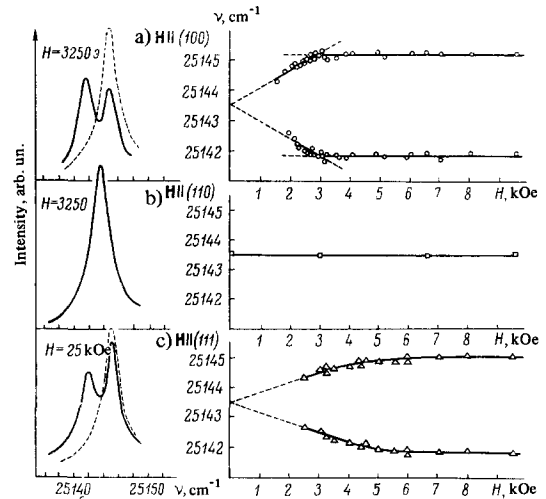 ν, cm⁻¹
a) H∥(100)
H=3250 э
25145
25144
25143
25142
1 2 3 4 5 6 7 8 H, kOe
Intensity, arb. un.
b) H∥(110)
H=3250
25145
25144
25143
25142
1 2 3 4 5 6 7 8 H, kOe
c) H∥(111)
H=25 kOe
25145
25144
25143
25142
25140 25150
ν, cm⁻¹
1 2 3 4 5 6 7 8 H, kOe